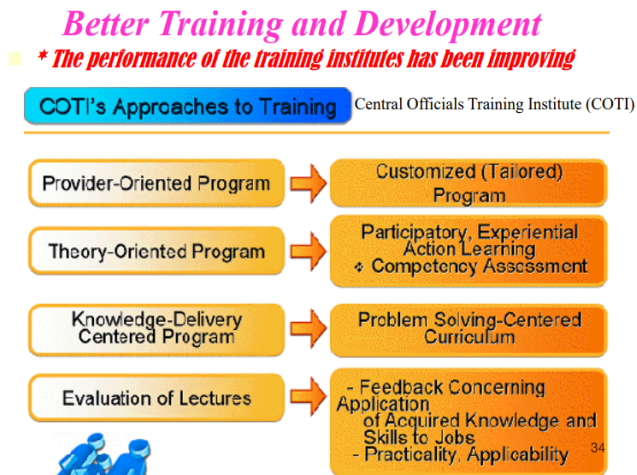 Better Training and Development
* The performance of the training institutes has been improving
COTI's Approaches to Training
Central Officials Training Institute (COTI)
Provider-Oriented Program
Customized (Tailored)
Program
Theory-Oriented Program
Participatory, Experiential
Action Learning
❖ Competency Assessment
Knowledge-Delivery
Centered Program
Problem Solving-Centered
Curriculum
Evaluation of Lectures
- Feedback Concerning
Application
of Acquired Knowledge and
Skills to Jobs
- Practicality, Applicability
34